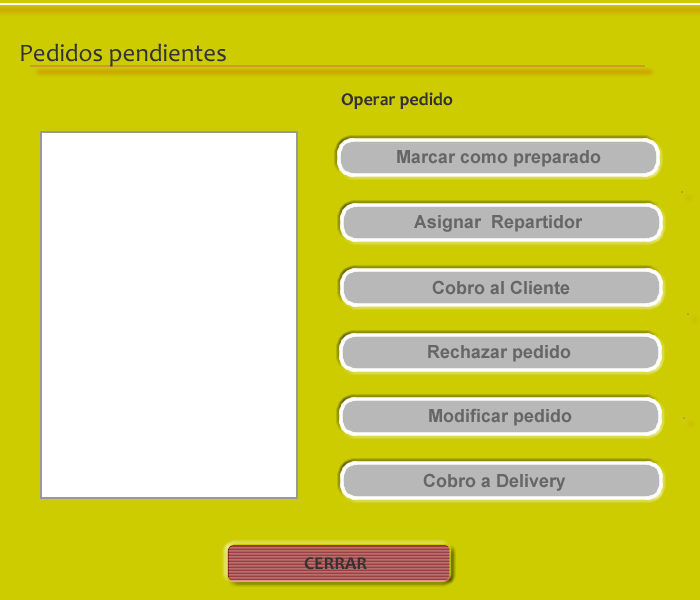 Pedidos pendientes
Operar pedido
Marcar como preparado
Asignar  Repartidor
Cobro al Cliente
Rechazar pedido
Modificar pedido
Cobro a Delivery
CERRAR